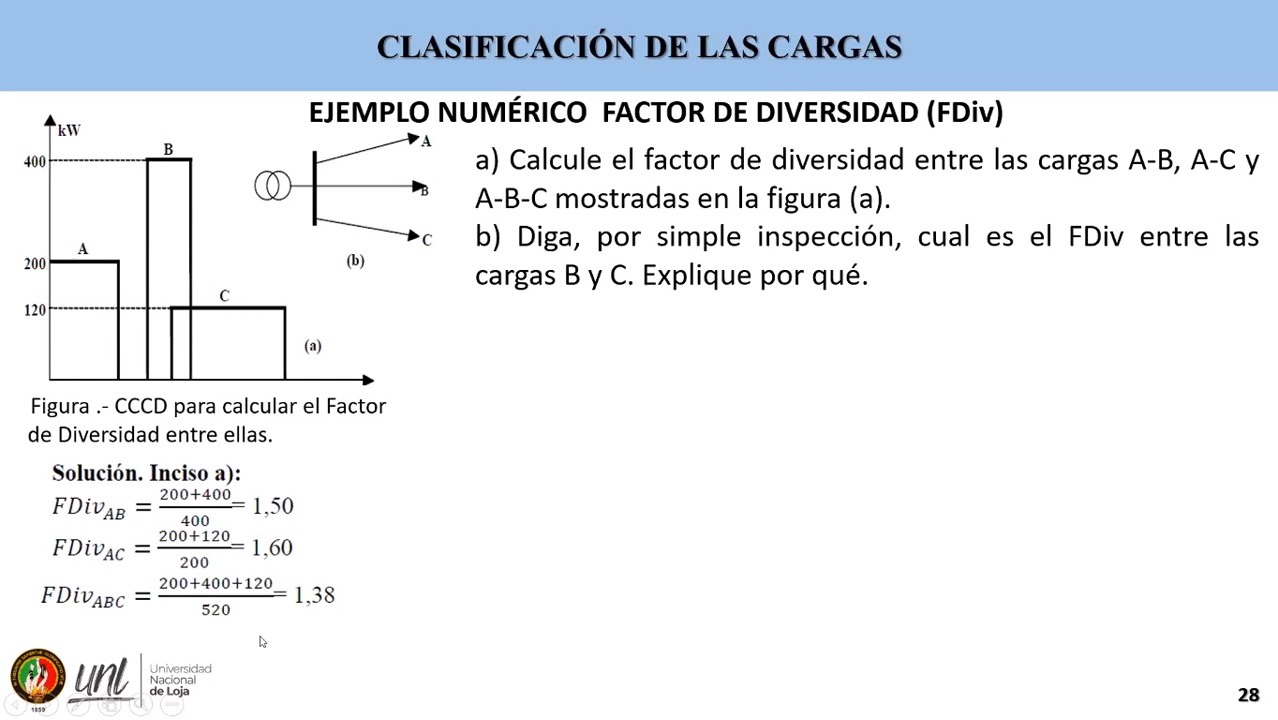 CLASIFICACIÓN DE LAS CARGAS
EJEMPLO NUMÉRICO FACTOR DE DIVERSIDAD (FDiv)
kW
400
200
120
A
B
C
(a)
A
B
C
(b)
a) Calcule el factor de diversidad entre las cargas A-B, A-C y
A-B-C mostradas en la figura (a).
b) Diga, por simple inspección, cual es el FDiv entre las
cargas B y C. Explique por qué.
Figura .- CCCD para calcular el Factor
de Diversidad entre ellas.
Solución. Inciso a):
FDiv_AB = (200+400)/400 = 1,50
FDiv_AC = (200+120)/200 = 1,60
FDiv_ABC = (200+400+120)/520 = 1,38
1859
unl
Universidad
Nacional
de Loja
28